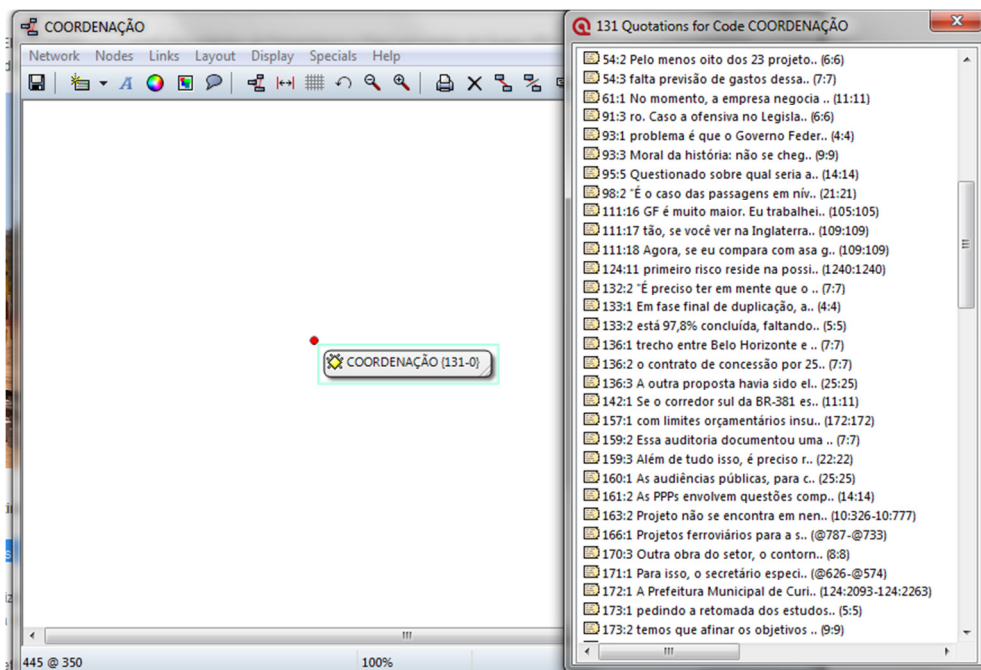 COORDENAÇÃO
Network Nodes Links Layout Display Specials Help
COORDENAÇÃO {131-0}
445 @ 350
100%
131 Quotations for Code COORDENAÇÃO
54:2 Pelo menos oito dos 23 projeto.. (6:6)
54:3 falta previsão de gastos dessa.. (7:7)
61:1 No momento, a empresa negocia .. (11:11)
91:3 ro. Caso a ofensiva no Legisla.. (6:6)
93:1 problema é que o Governo Feder.. (4:4)
93:3 Moral da história: não se cheg.. (9:9)
95:5 Questionado sobre qual seria a.. (14:14)
98:2 "É o caso das passagens em nív.. (21:21)
111:16 GF é muito maior. Eu trabalhei.. (105:105)
111:17 tão, se você ver na Inglaterra.. (109:109)
111:18 Agora, se eu compara com asa g.. (109:109)
124:11 primeiro risco reside na possi.. (1240:1240)
132:2 "É preciso ter em mente que o .. (7:7)
133:1 Em fase final de duplicação, a.. (4:4)
133:2 está 97,8% concluída, faltando.. (5:5)
136:1 trecho entre Belo Horizonte e .. (7:7)
136:2 o contrato de concessão por 25.. (7:7)
136:3 A outra proposta havia sido el.. (25:25)
142:1 Se o corredor sul da BR-381 es.. (11:11)
157:1 com limites orçamentários insu.. (172:172)
159:2 Essa auditoria documentou uma .. (7:7)
159:3 Além de tudo isso, é preciso r.. (22:22)
160:1 As audiências públicas, para c.. (25:25)
161:2 As PPPs envolvem questões comp.. (14:14)
163:2 Projeto não se encontra em nen.. (10:326-10:777)
166:1 Projetos ferroviários para a s.. (@787-@733)
170:3 Outra obra do setor, o contorn.. (8:8)
171:1 Para isso, o secretário especi.. (@626-@574)
172:1 A Prefeitura Municipal de Curi.. (124:2093-124:2263)
173:1 pedindo a retomada dos estudos.. (5:5)
173:2 temos que afinar os objetivos .. (9:9)